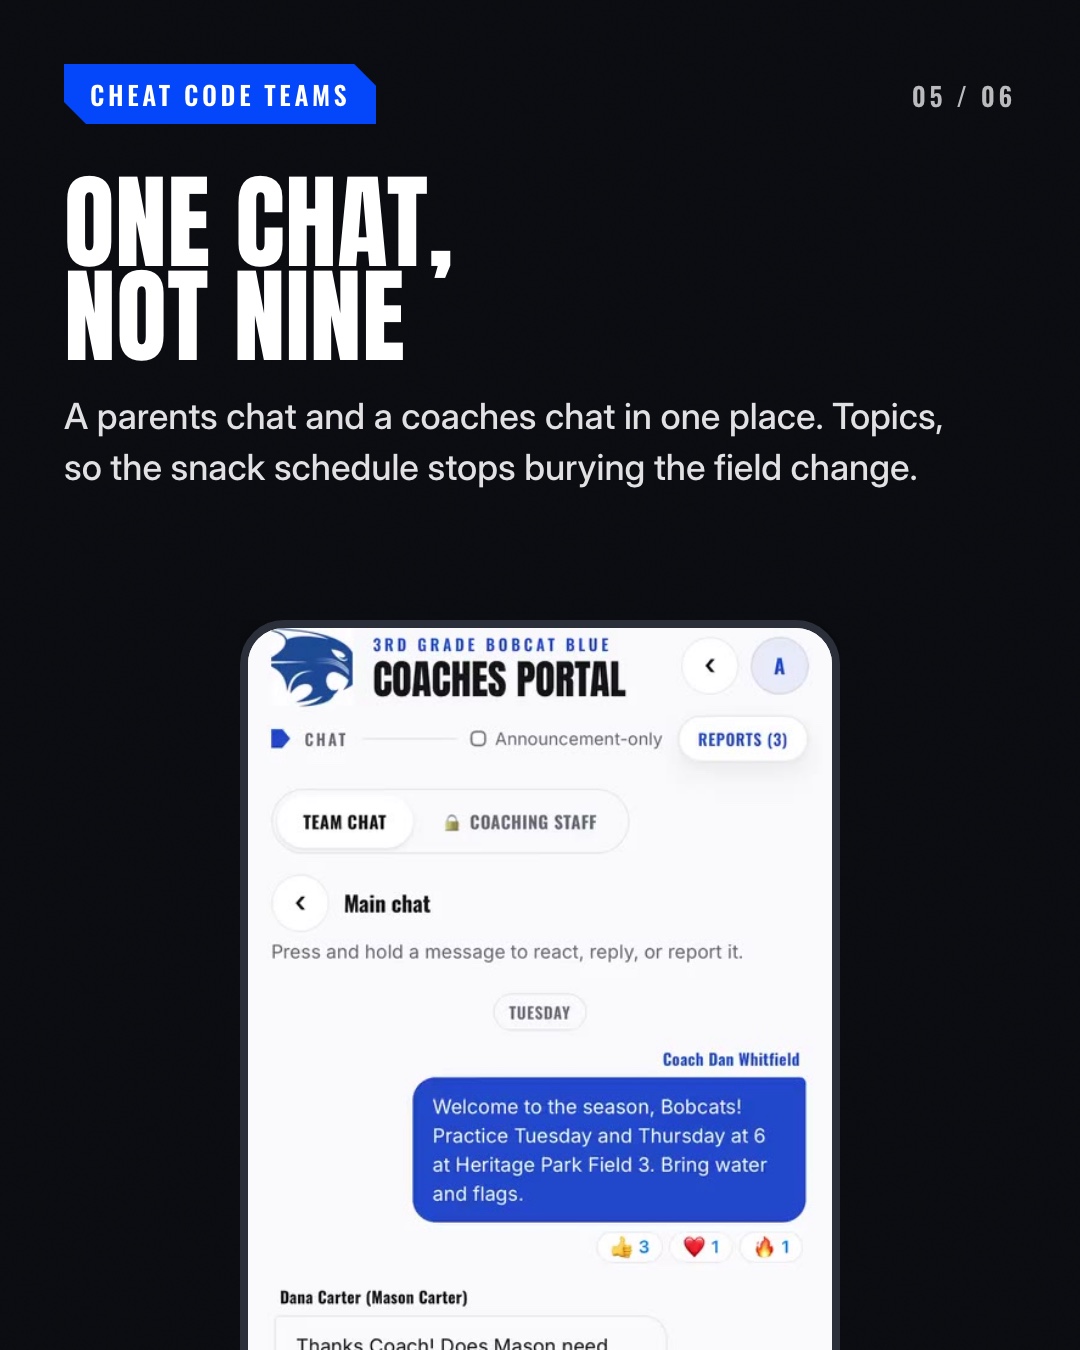 CHEAT CODE TEAMS
05 / 06
ONE CHAT,
NOT NINE
A parents chat and a coaches chat in one place. Topics,
so the snack schedule stops burying the field change.
3RD GRADE BOBCAT BLUE
COACHES PORTAL
A
CHAT
Announcement-only
REPORTS (3)
TEAM CHAT
🔒 COACHING STAFF
Main chat
Press and hold a message to react, reply, or report it.
TUESDAY
Coach Dan Whitfield
Welcome to the season, Bobcats!
Practice Tuesday and Thursday at 6
at Heritage Park Field 3. Bring water
and flags.
👍 3 ❤️ 1 🔥 1
Dana Carter (Mason Carter)
Thanks Coach! Does Mason need